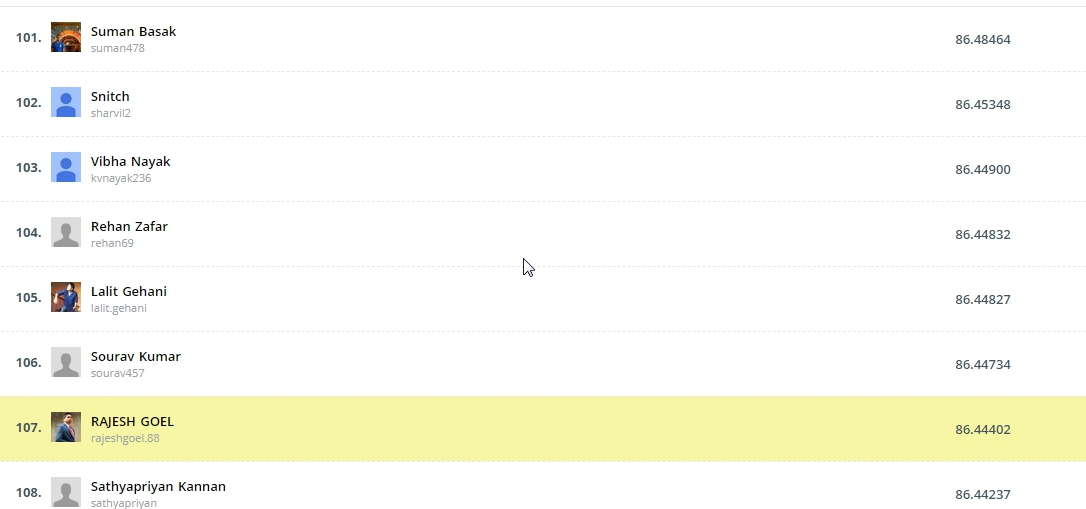 101. Suman Basak 86.48464
suman478
102. Snitch 86.45348
sharvil2
103. Vibha Nayak 86.44900
kvnayak236
104. Rehan Zafar 86.44832
rehan69
105. Lalit Gehani 86.44827
lalit.gehani
106. Sourav Kumar 86.44734
sourav457
107. RAJESH GOEL 86.44402
rajeshgoel.88
108. Sathyapriyan Kannan 86.44237
sathyapriyan